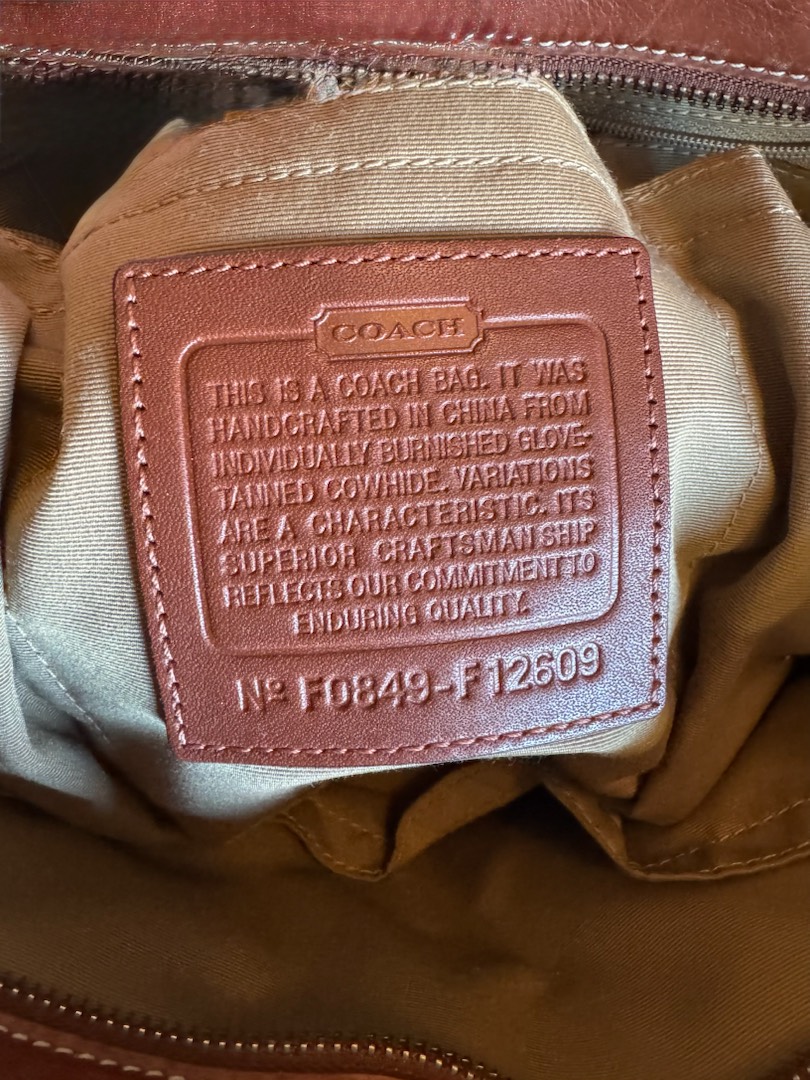 COACH
THIS IS A COACH BAG. IT WAS
HANDCRAFTED IN CHINA FROM
INDIVIDUALLY BURNISHED GLOVE-
TANNED COWHIDE. VARIATIONS
ARE A CHARACTERISTIC. ITS
SUPERIOR CRAFTSMANSHIP
REFLECTS OUR COMMITMENT TO
ENDURING QUALITY.
Nº F0849-F12609